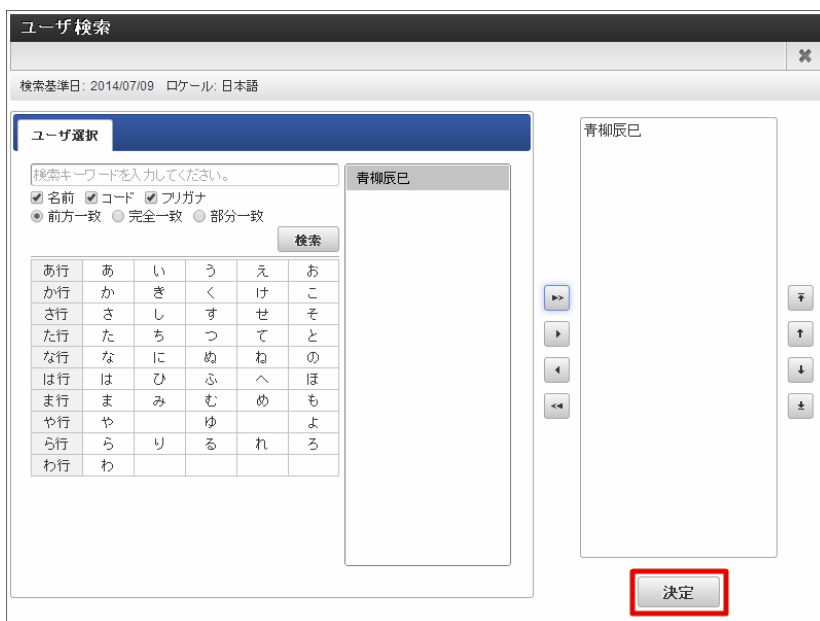 ユーザ検索
検索基準日: 2014/07/09 ロケール: 日本語
ユーザ選択
検索キーワードを入力してください。
名前 コード フリガナ
前方一致 完全一致 部分一致
検索
あ行 あ い う え お
か行 か き く け こ
さ行 さ し す せ そ
た行 た ち つ て と
な行 な に ぬ ね の
は行 は ひ ふ へ ほ
ま行 ま み む め も
や行 や ゆ よ
ら行 ら り る れ ろ
わ行 わ
青柳辰巳
青柳辰巳
決定